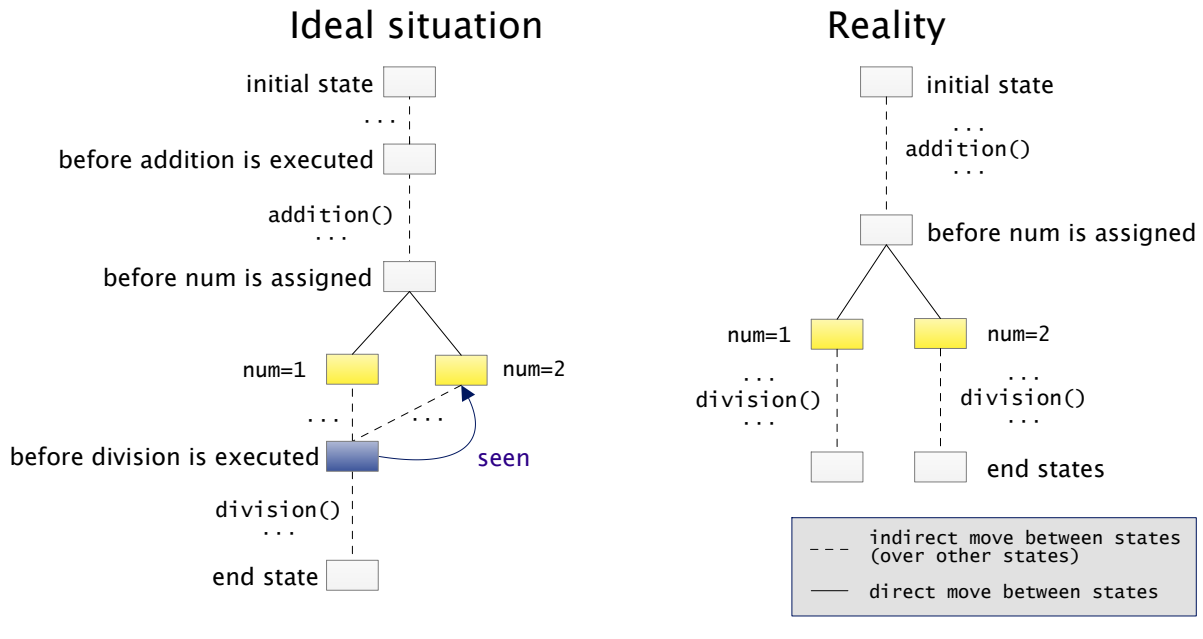 Ideal situation
initial state
...
before addition is executed
addition()
...
before num is assigned
num=1
num=2
...
...
before division is executed
seen
division()
...
end state
Reality
initial state
...
addition()
...
before num is assigned
num=1
num=2
...
division()
...
...
division()
...
end states
indirect move between states
(over other states)
direct move between states